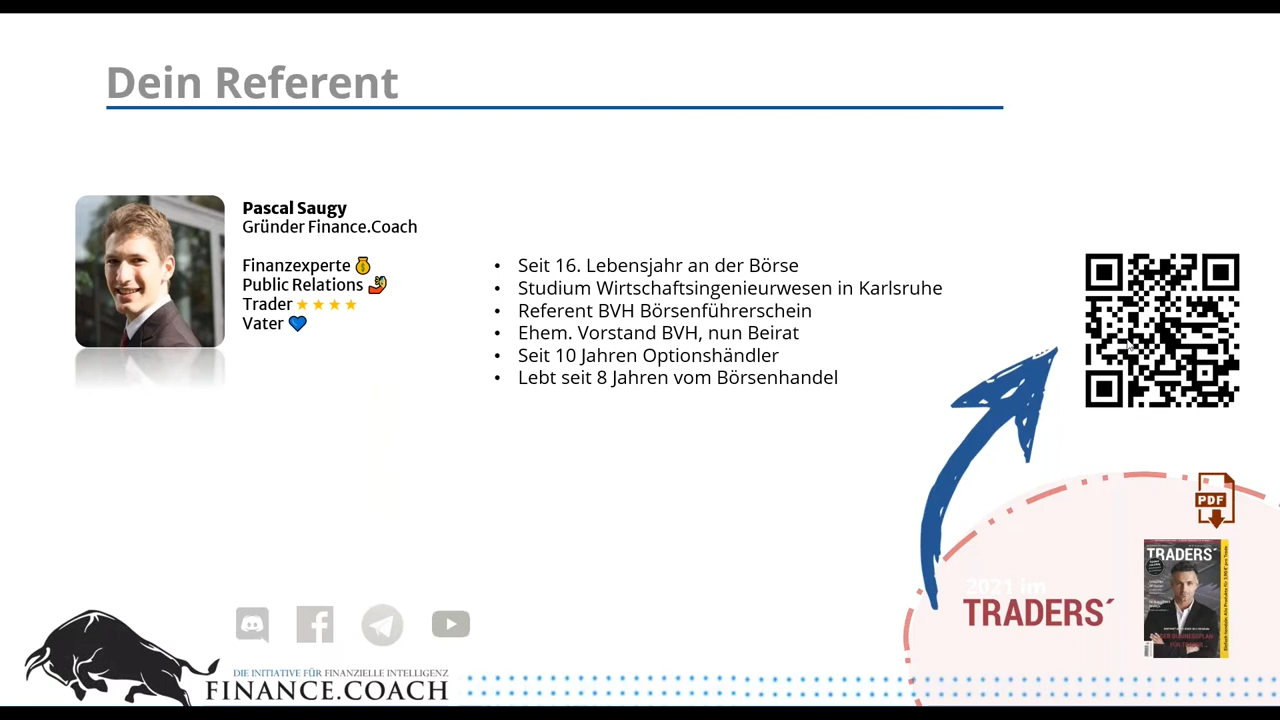 Dein Referent
Pascal Saugy
Gründer Finance.Coach
Finanzexperte
Public Relations
Trader
Vater
• Seit 16. Lebensjahr an der Börse
• Studium Wirtschaftsingenieurwesen in Karlsruhe
• Referent BVH Börsenführerschein
• Ehem. Vorstand BVH, nun Beirat
• Seit 10 Jahren Optionshändler
• Lebt seit 8 Jahren vom Börsenhandel
PDF
TRADERS´
2021 im
TRADERS´
DIE INITIATIVE FÜR FINANZIELLE INTELLIGENZ
FINANCE.COACH